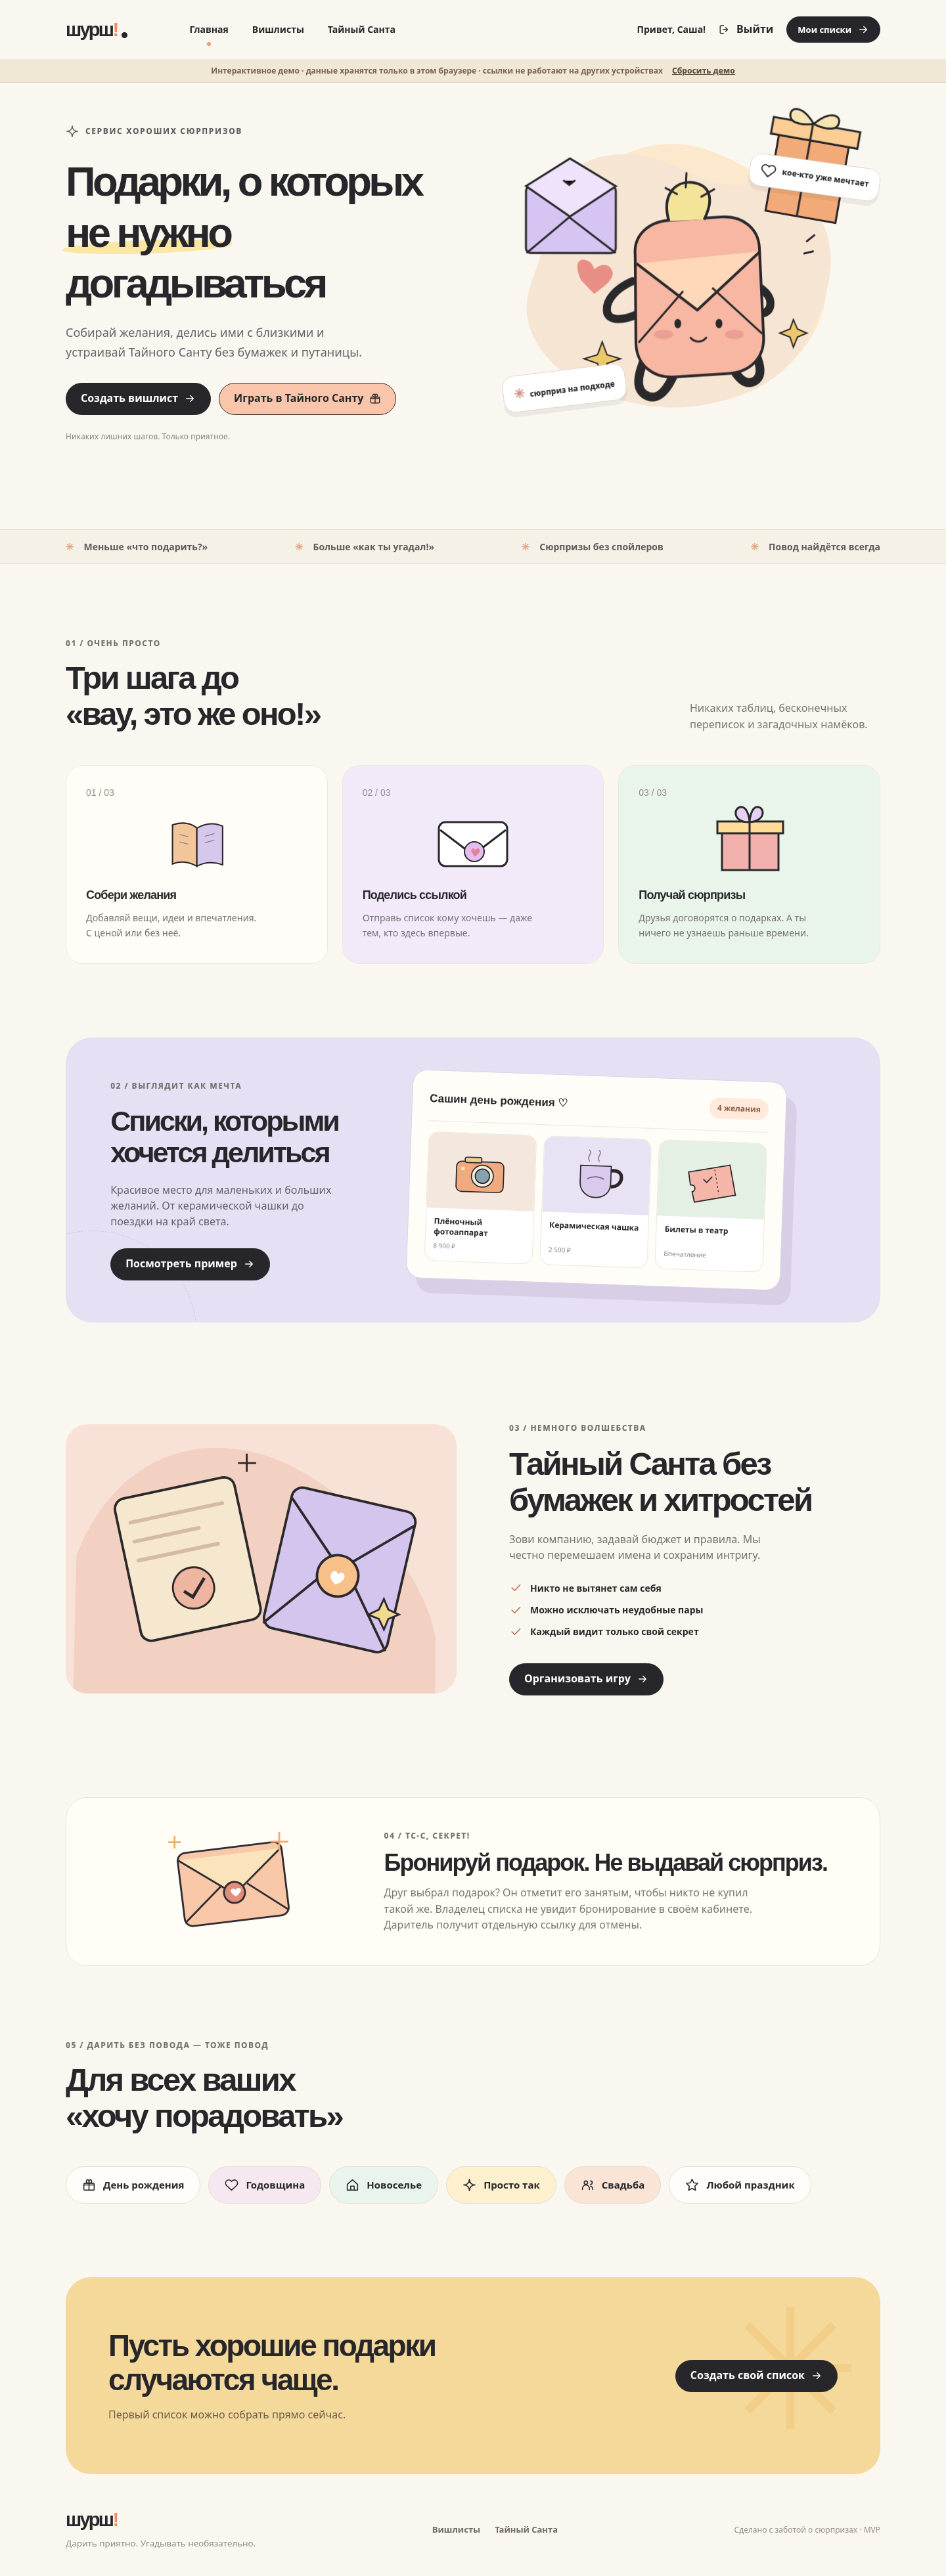 шурш!
Главная Вишлисты Тайный Санта Привет, Саша! Выйти Мои списки
Интерактивное демо · данные хранятся только в этом браузере · ссылки не работают на других устройствах Сбросить демо
СЕРВИС ХОРОШИХ СЮРПРИЗОВ
Подарки, о которых
не нужно
догадываться
Собирай желания, делись ими с близкими и
устраивай Тайного Санту без бумажек и путаницы.
Создать вишлист Играть в Тайного Санту
Никаких лишних шагов. Только приятное.
кое-кто уже мечтает
сюрприз на подходе
Меньше «что подарить?» Больше «как ты угадал!» Сюрпризы без спойлеров Повод найдётся всегда
01 / ОЧЕНЬ ПРОСТО
Три шага до
«вау, это же оно!»
Никаких таблиц, бесконечных
переписок и загадочных намёков.
01 / 03
Собери желания
Добавляй вещи, идеи и впечатления.
С ценой или без неё.
02 / 03
Поделись ссылкой
Отправь список кому хочешь — даже
тем, кто здесь впервые.
03 / 03
Получай сюрпризы
Друзья договорятся о подарках. А ты
ничего не узнаешь раньше времени.
02 / ВЫГЛЯДИТ КАК МЕЧТА
Списки, которыми
хочется делиться
Красивое место для маленьких и больших
желаний. От керамической чашки до
поездки на край света.
Посмотреть пример
Сашин день рождения ♡
4 желания
Плёночный
фотоаппарат
8 900 ₽
Керамическая чашка
2 500 ₽
Билеты в театр
Впечатление
03 / НЕМНОГО ВОЛШЕБСТВА
Тайный Санта без
бумажек и хитростей
Зови компанию, задавай бюджет и правила. Мы
честно перемешаем имена и сохраним интригу.
Никто не вытянет сам себя
Можно исключать неудобные пары
Каждый видит только свой секрет
Организовать игру
04 / ТС-С, СЕКРЕТ!
Бронируй подарок. Не выдавай сюрприз.
Друг выбрал подарок? Он отметит его занятым, чтобы никто не купил
такой же. Владелец списка не увидит бронирование в своём кабинете.
Даритель получит отдельную ссылку для отмены.
05 / ДАРИТЬ БЕЗ ПОВОДА — ТОЖЕ ПОВОД
Для всех ваших
«хочу порадовать»
День рождения Годовщина Новоселье Просто так Свадьба Любой праздник
Пусть хорошие подарки
случаются чаще.
Первый список можно собрать прямо сейчас.
Создать свой список
шурш!
Дарить приятно. Угадывать необязательно.
Вишлисты Тайный Санта
Сделано с заботой о сюрпризах · MVP